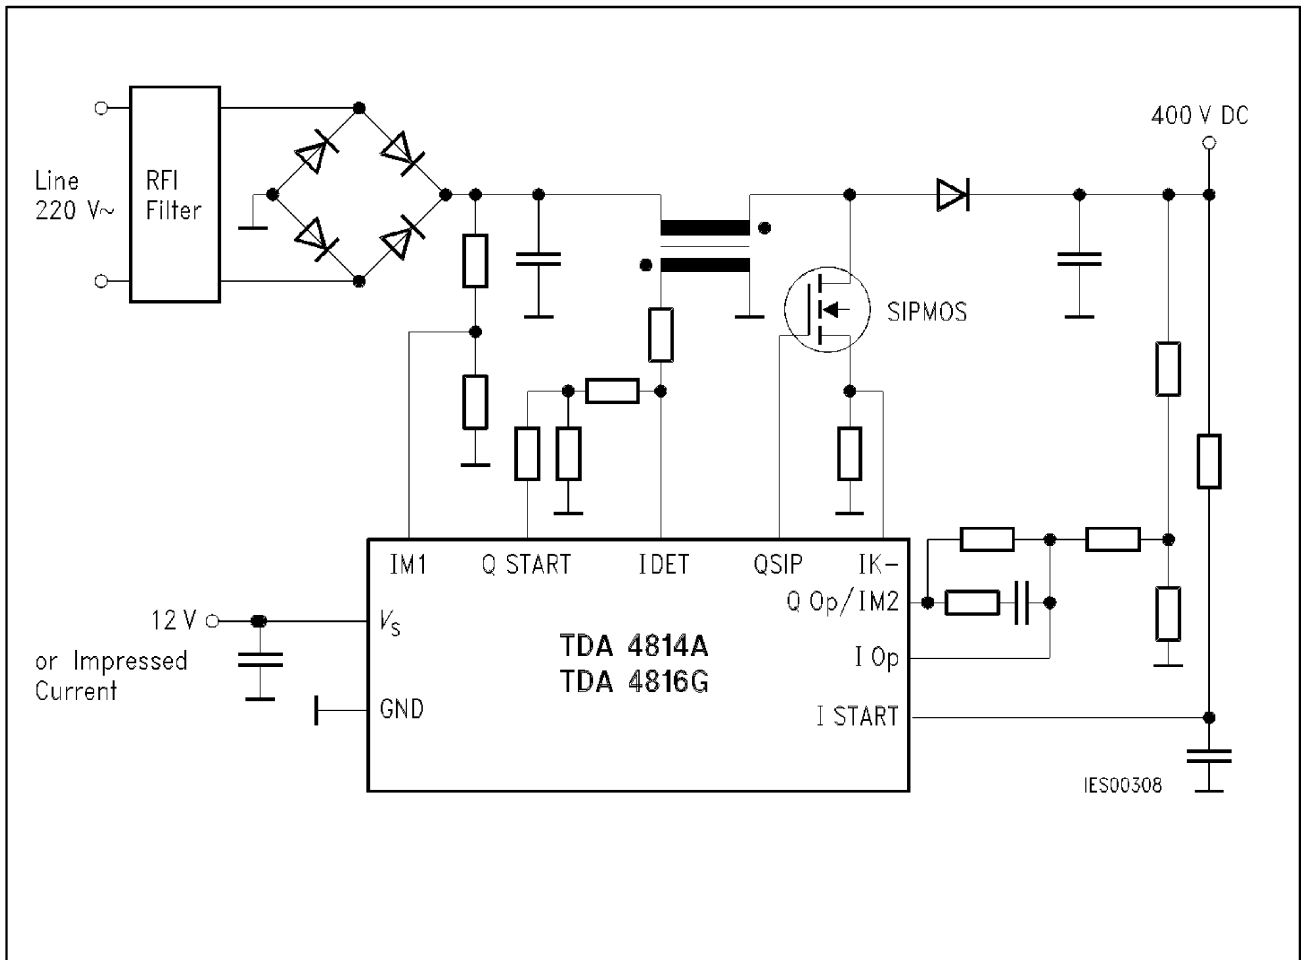 400 V DC
Line
220 V~
RFI
Filter
SIPMOS
IM1
Q START
I DET
QSIP
IK-
Q Op/IM2
12 V
VS
or Impressed
Current
TDA 4814A
TDA 4816G
I Op
GND
I START
IES00308